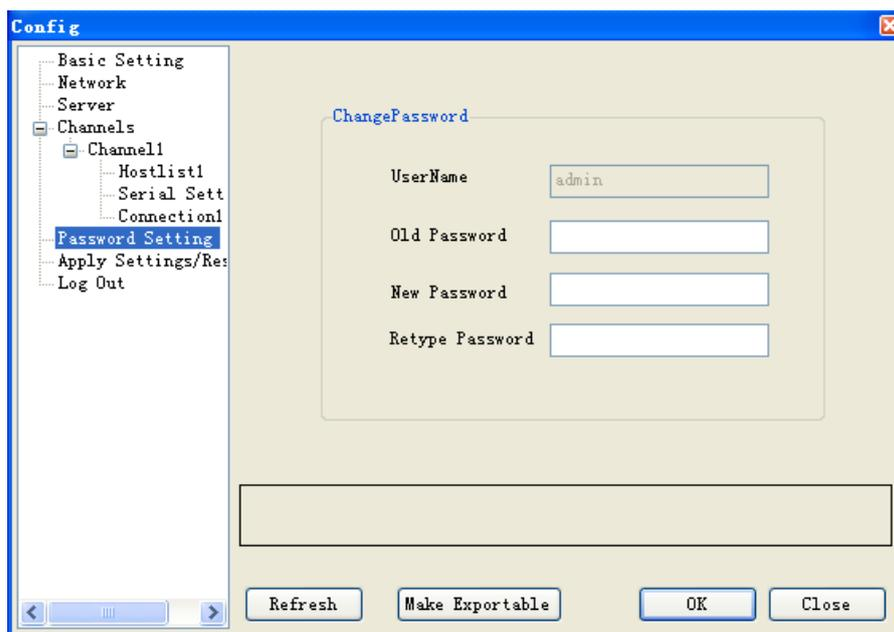 Config
Basic Setting
Network
Server
Channels
Channel1
Hostlist1
Serial Sett
Connection1
Password Setting
Apply Settings/Res
Log Out
ChangePassword
UserName
admin
Old Password
New Password
Retype Password
Refresh
Make Exportable
OK
Close